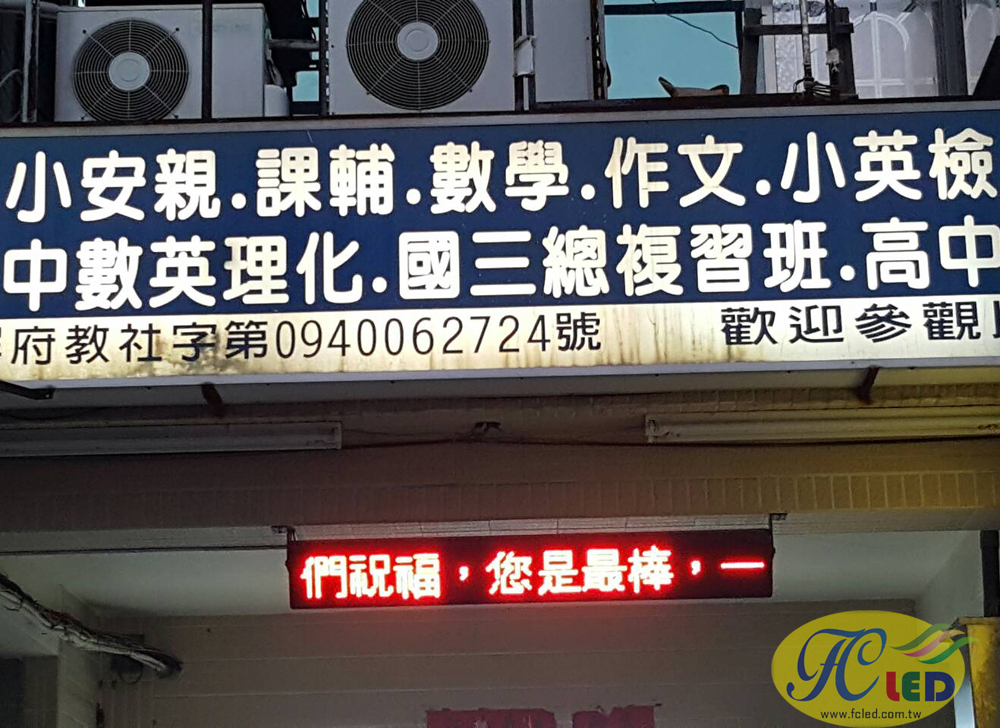 小安親.課輔.數學.作文.小英檢
中數英理化.國三總複習班.高中
府教社字第0940062724號 歡迎參觀
們祝福，您是最棒，一
FC LED
www.fcled.com.tw